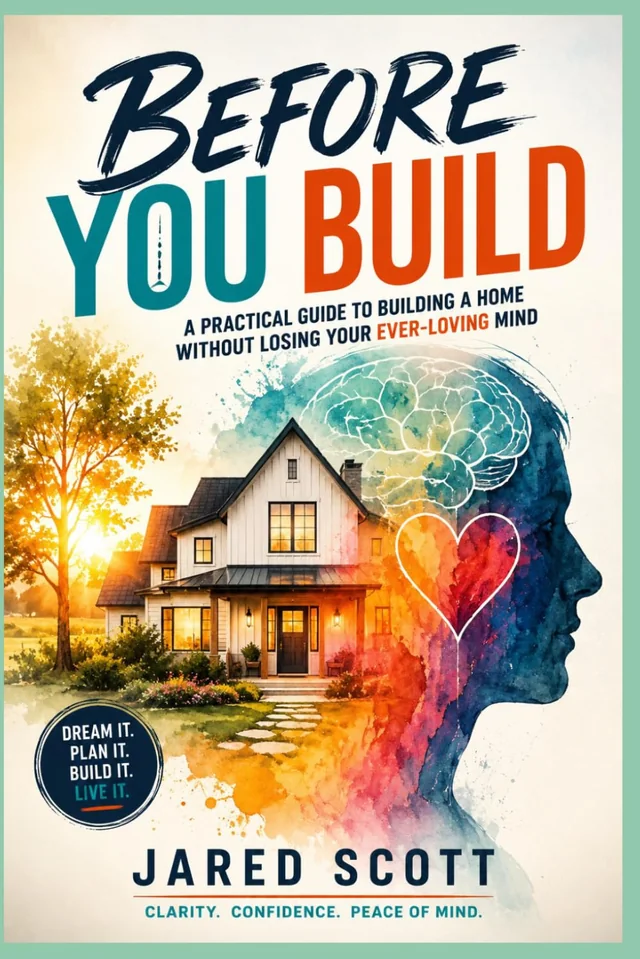 BEFORE
YOU BUILD
A PRACTICAL GUIDE TO BUILDING A HOME
WITHOUT LOSING YOUR EVER-LOVING MIND
DREAM IT.
PLAN IT.
BUILD IT.
LIVE IT.
JARED SCOTT
CLARITY. CONFIDENCE. PEACE OF MIND.